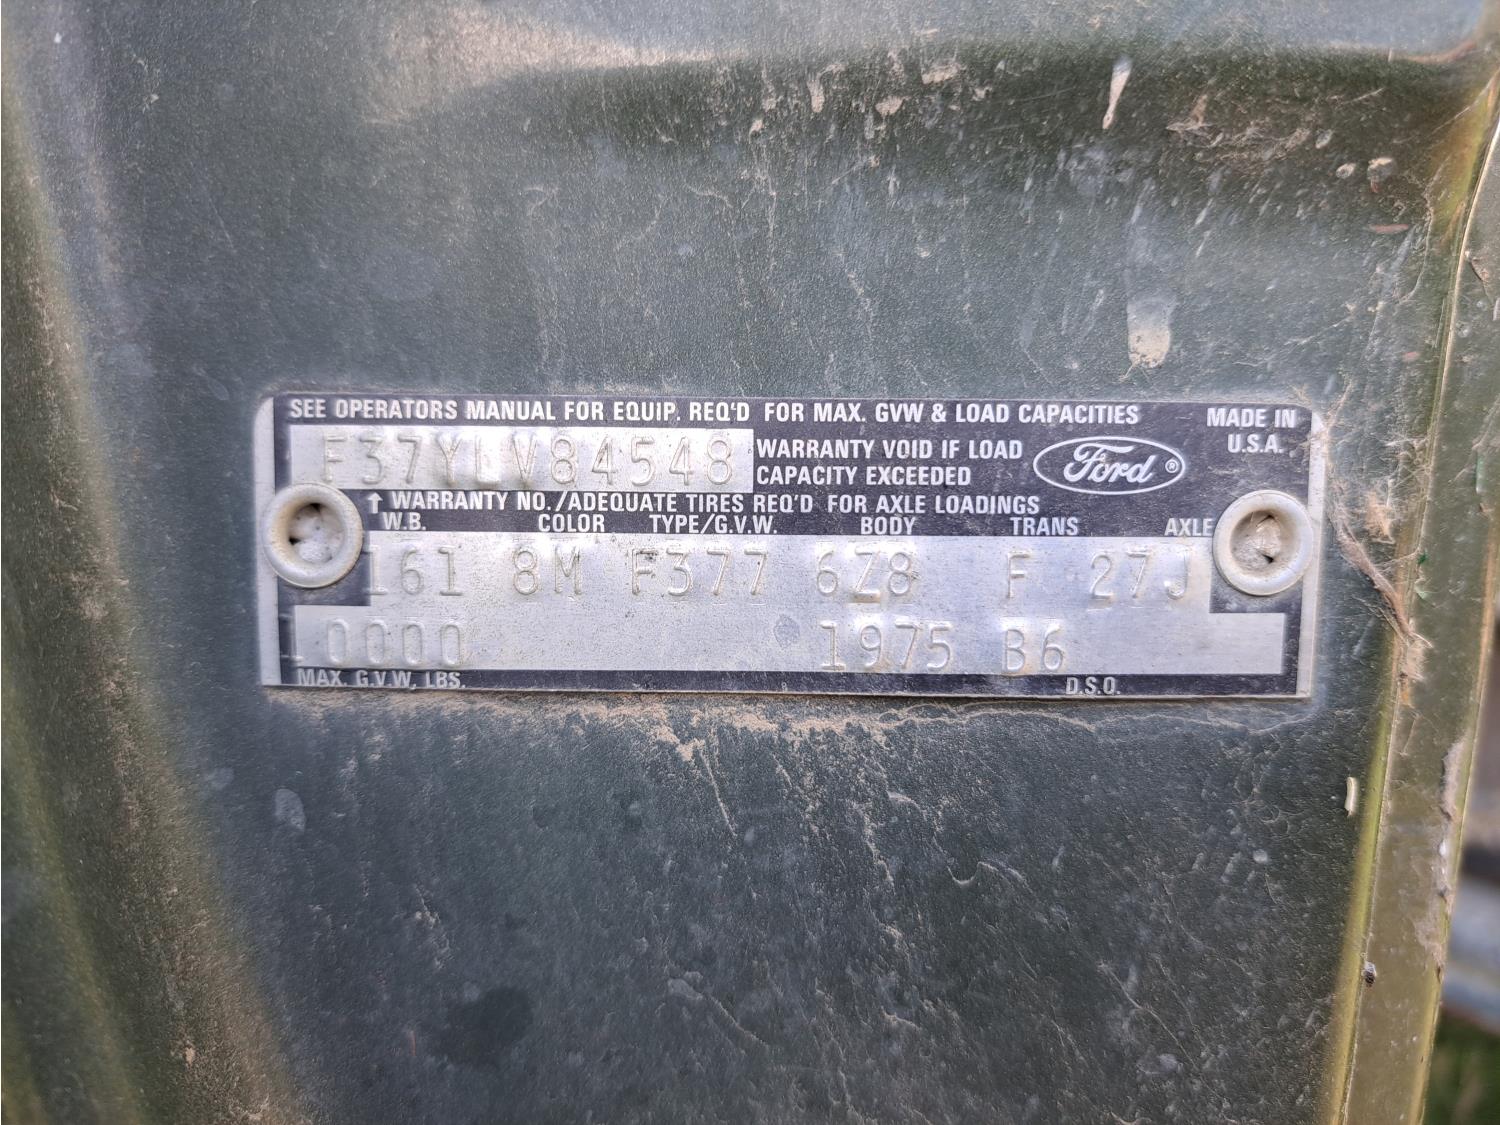 SEE OPERATORS MANUAL FOR EQUIP. REQ'D FOR MAX. GVW & LOAD CAPACITIES
MADE IN
U.S.A.
F37YLV84548
WARRANTY VOID IF LOAD
CAPACITY EXCEEDED
Ford ®
↑ WARRANTY NO./ADEQUATE TIRES REQ'D FOR AXLE LOADINGS
W.B. COLOR TYPE/G.V.W. BODY TRANS AXLE
161 8M F377 6Z8 F 27J
10000 1975 B6
MAX. G.V.W, LBS. D.S.O.